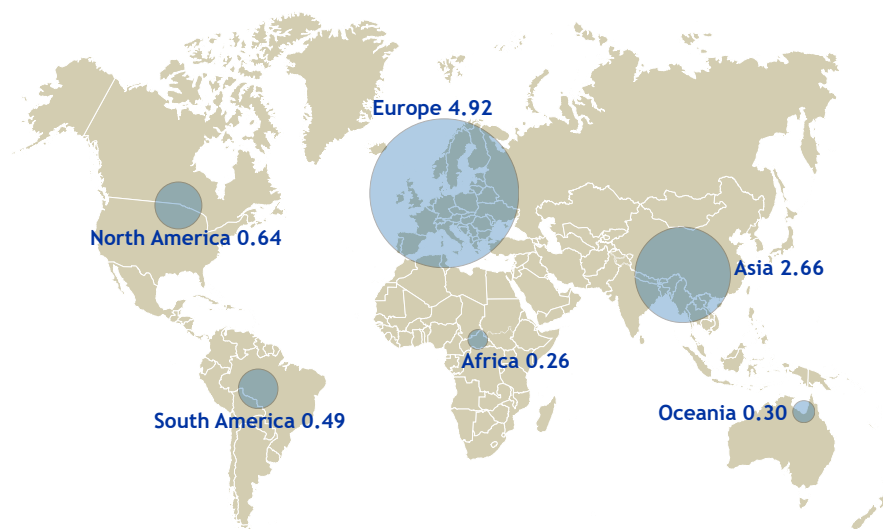 Europe 4.92
North America 0.64
Asia 2.66
Africa 0.26
South America 0.49
Oceania 0.30